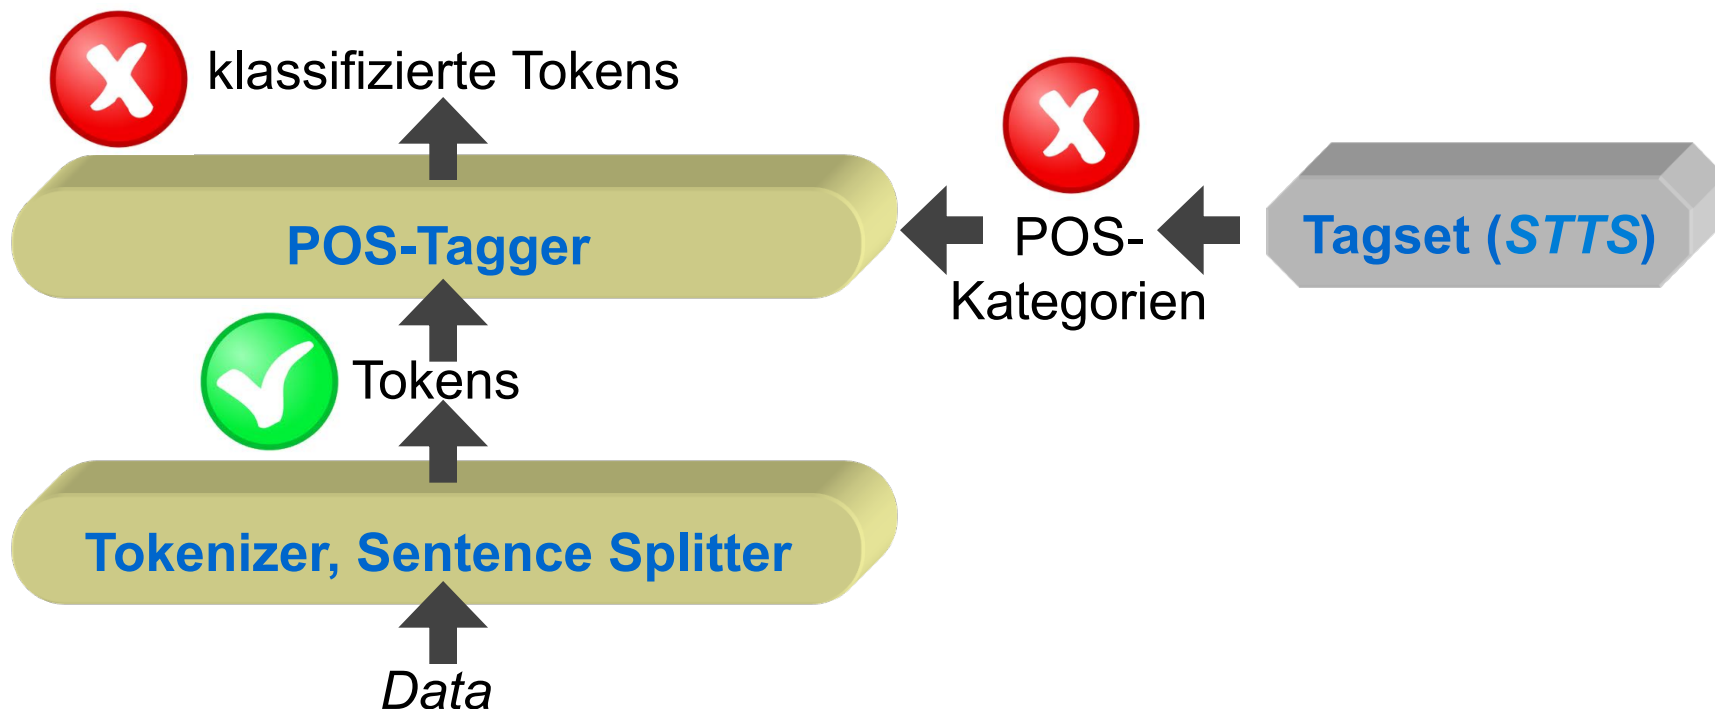 klassifizierte Tokens
POS-Tagger
POS-
Kategorien
Tagset (STTS)
Tokens
Tokenizer, Sentence Splitter
Data